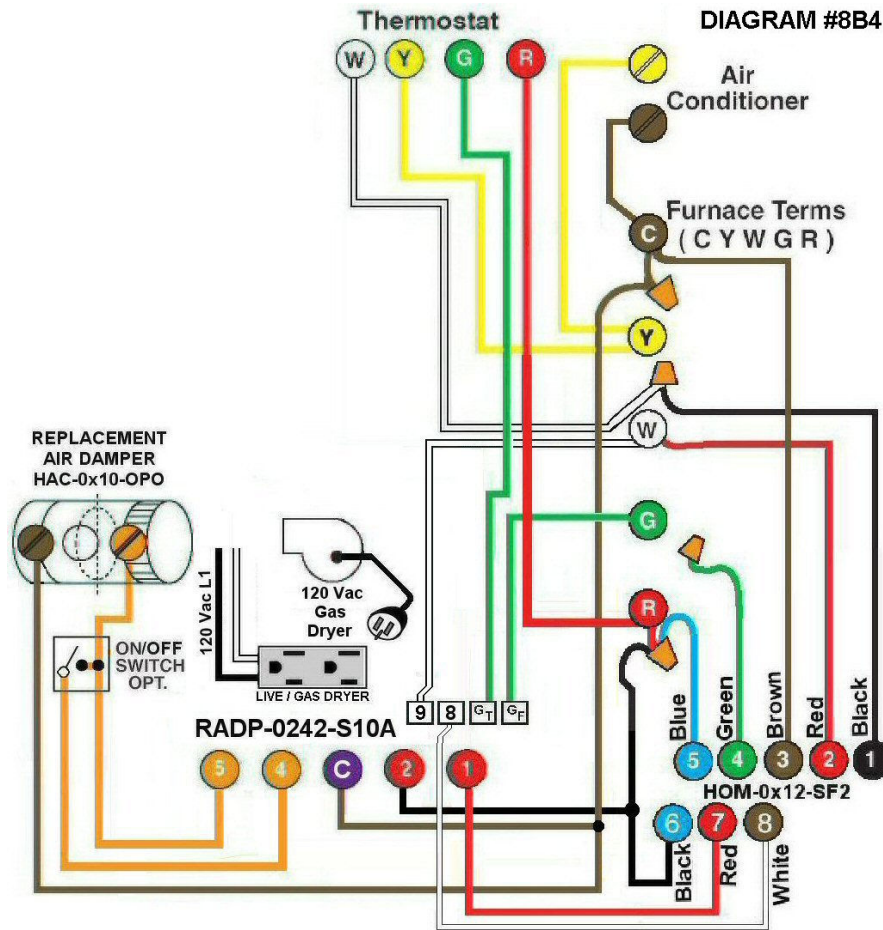 DIAGRAM #8B4
Thermostat
W Y G R
Air
Conditioner
Furnace Terms
( C Y W G R )
C
Y
W
G
R
REPLACEMENT
AIR DAMPER
HAC-0x10-OPO
120 Vac L1
120 Vac
Gas
Dryer
ON/OFF
SWITCH
OPT.
LIVE / GAS DRYER
9 8 GT GF
RADP-0242-S10A
5 4 C 2 1
Blue Green Brown Red Black
5 4 3 2 1
HOM-0x12-SF2
6 7 8
Black Red White